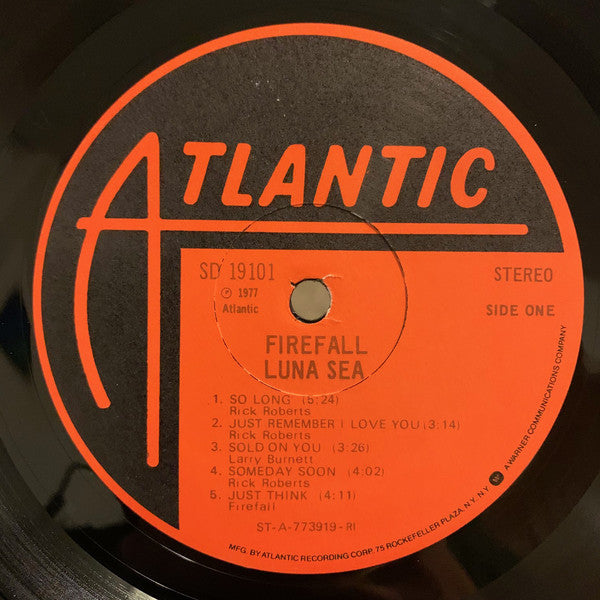 ATLANTIC
SD 19101
STEREO
℗ 1977
Atlantic
SIDE ONE
FIREFALL
LUNA SEA
1. SO LONG (5:24)
Rick Roberts
2. JUST REMEMBER I LOVE YOU (3:14)
Rick Roberts
3. SOLD ON YOU (3:26)
Larry Burnett
4. SOMEDAY SOON (4:02)
Rick Roberts
5. JUST THINK (4:11)
Firefall
ST-A-773919-RI
MFG. BY ATLANTIC RECORDING CORP. 75 ROCKEFELLER PLAZA, N.Y. N.Y.
A WARNER COMMUNICATIONS COMPANY